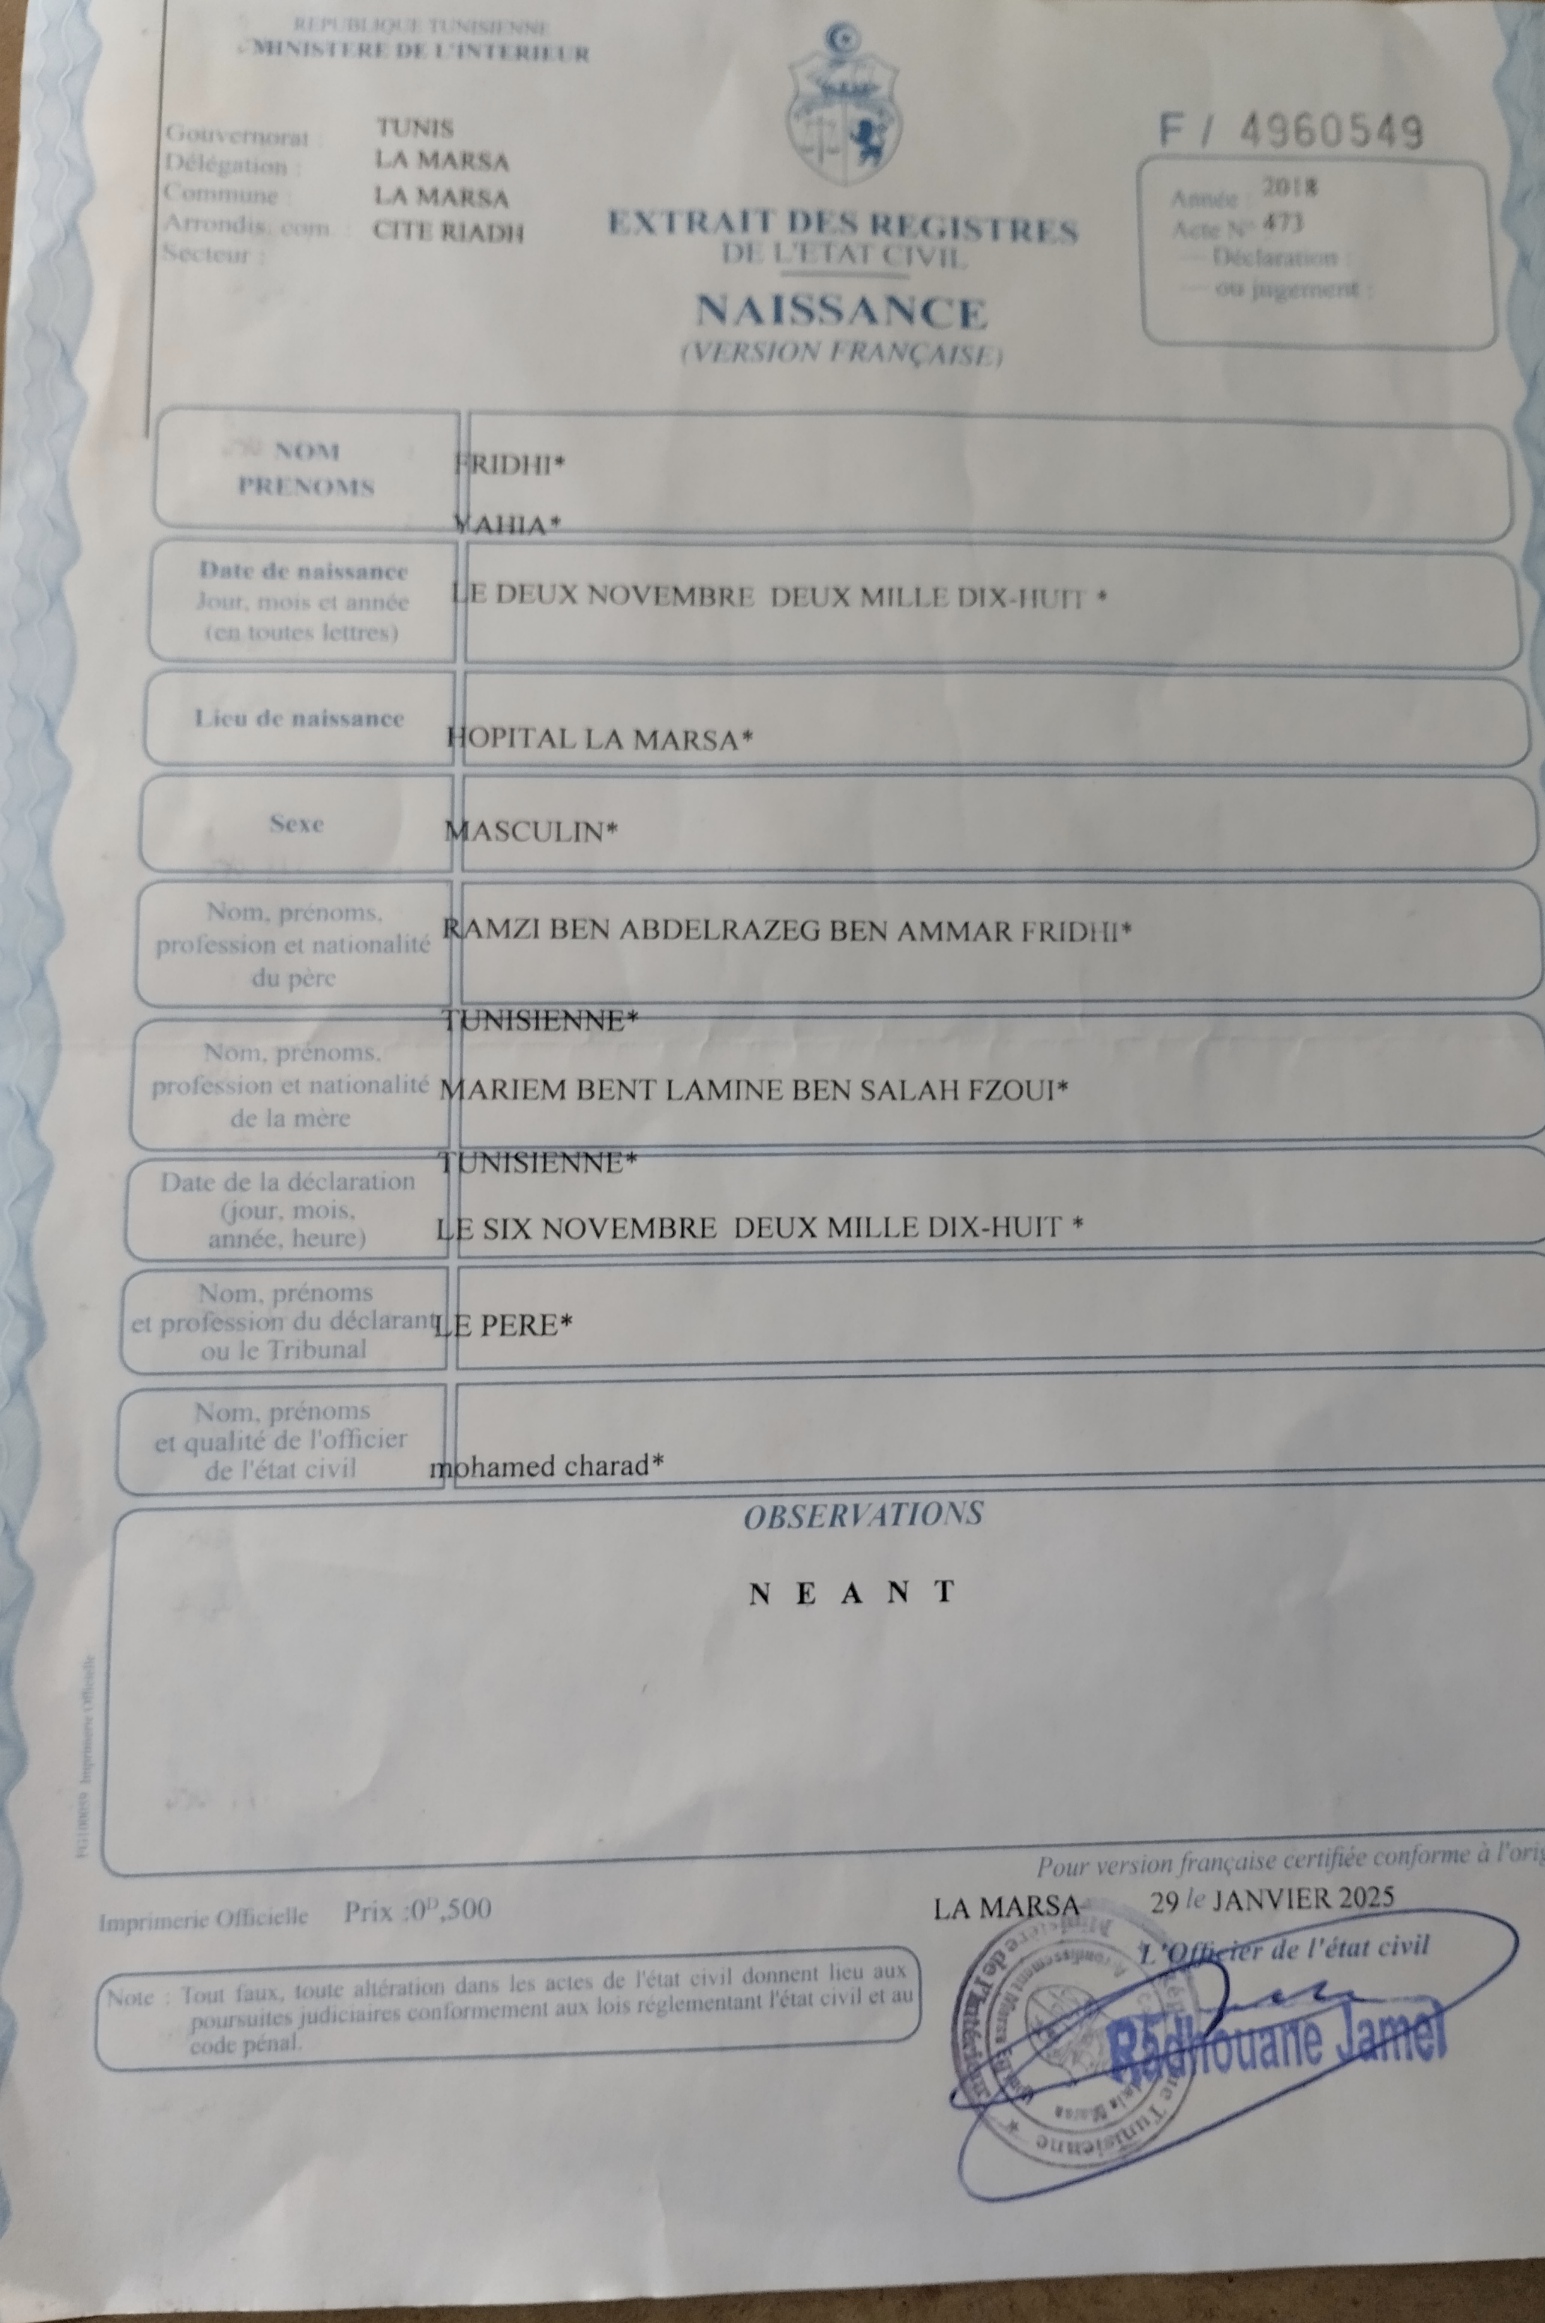 REPUBLIQUE TUNISIENNE
MINISTERE DE L'INTERIEUR
Gouvernorat : TUNIS
Délégation : LA MARSA
Commune : LA MARSA
Arrondis. com. : CITE RIADH
Secteur :
F / 4960549
Année : 2018
Acte N° 473
— Déclaration :
— ou jugement :
EXTRAIT DES REGISTRES
DE L'ETAT CIVIL
NAISSANCE
(VERSION FRANÇAISE)
NOM
PRENOMS
FRIDHI*
YAHIA*
Date de naissance
Jour, mois et année
(en toutes lettres)
LE DEUX NOVEMBRE DEUX MILLE DIX-HUIT *
Lieu de naissance
HOPITAL LA MARSA*
Sexe
MASCULIN*
Nom, prénoms,
profession et nationalité
du père
RAMZI BEN ABDELRAZEG BEN AMMAR FRIDHI*
TUNISIENNE*
Nom, prénoms,
profession et nationalité
de la mère
MARIEM BENT LAMINE BEN SALAH FZOUI*
TUNISIENNE*
Date de la déclaration
(jour, mois,
année, heure)
LE SIX NOVEMBRE DEUX MILLE DIX-HUIT *
Nom, prénoms
et profession du déclarant
ou le Tribunal
LE PERE*
Nom, prénoms
et qualité de l'officier
de l'état civil
mohamed charad*
OBSERVATIONS
N E A N T
Imprimerie Officielle
Pour version française certifiée conforme à l'orig
Imprimerie Officielle Prix :0ᴰ,500
LA MARSA 29 le JANVIER 2025
L'Officier de l'état civil
Radhouane Jamel
Note : Tout faux, toute altération dans les actes de l'état civil donnent lieu aux
poursuites judiciaires conformement aux lois réglementant l'état civil et au
code pénal.